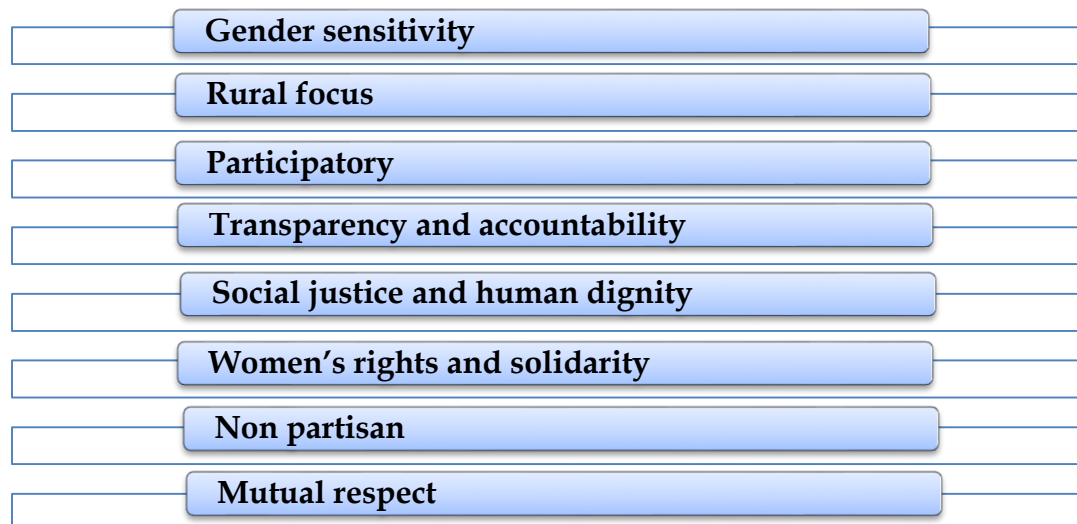 Gender sensitivity
Rural focus
Participatory
Transparency and accountability
Social justice and human dignity
Women’s rights and solidarity
Non partisan
Mutual respect